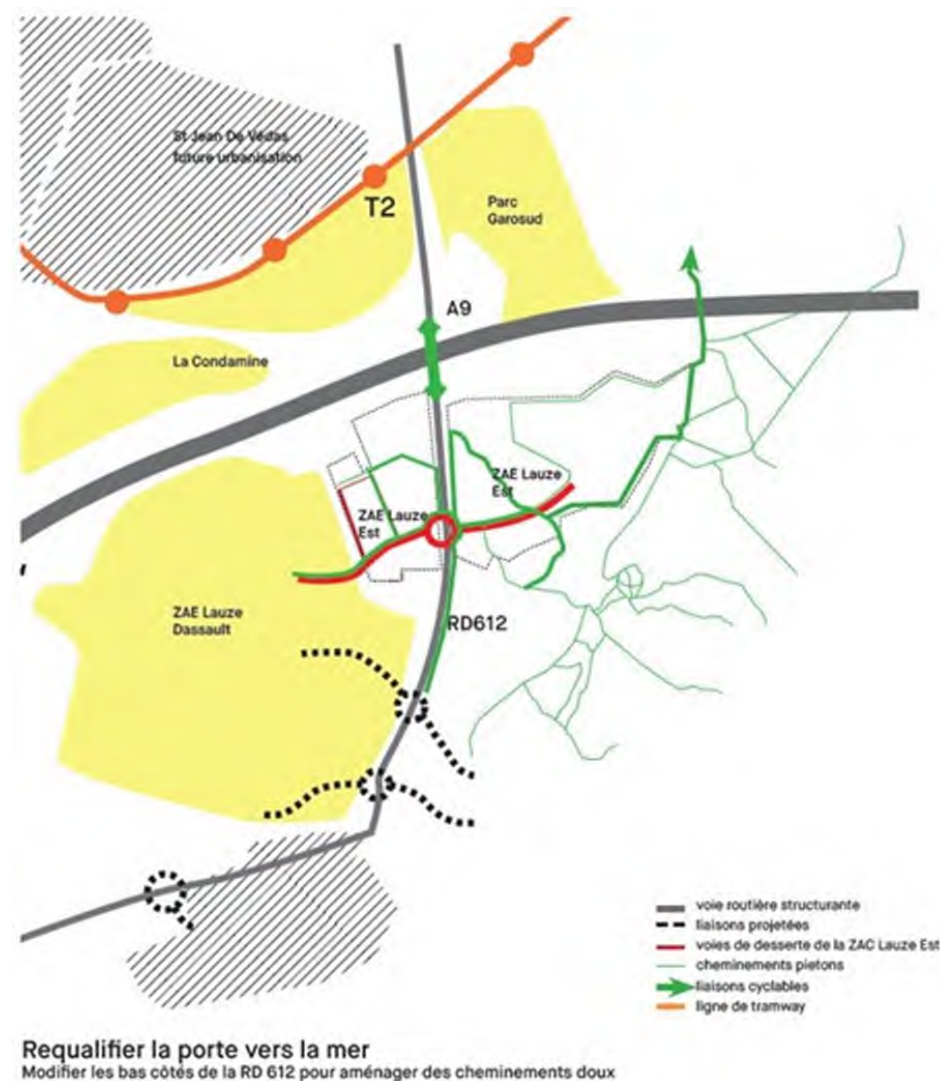 St Jean De Védas
future urbanisation
T2
Parc
Garosud
A9
La Condamine
ZAE Lauze
Est
ZAE Lauze
Est
ZAE Lauze
Dassault
RD612
voie routière structurante
liaisons projetées
voies de desserte de la ZAC Lauze Est
cheminements pietons
liaisons cyclables
ligne de tramway
Requalifier la porte vers la mer
Modifier les bas côtés de la RD 612 pour aménager des cheminements doux